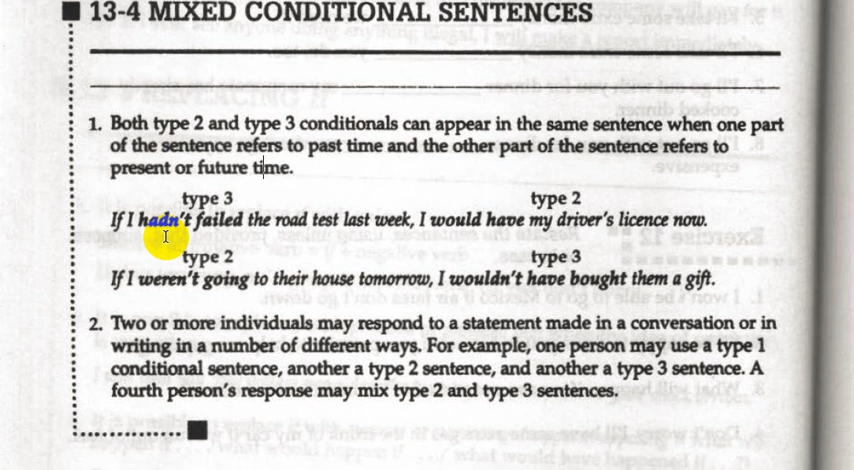 13-4 MIXED CONDITIONAL SENTENCES
1. Both type 2 and type 3 conditionals can appear in the same sentence when one part
of the sentence refers to past time and the other part of the sentence refers to
present or future time.
type 3 type 2
If I hadn't failed the road test last week, I would have my driver's licence now.
type 2 type 3
If I weren't going to their house tomorrow, I wouldn't have bought them a gift.
2. Two or more individuals may respond to a statement made in a conversation or in
writing in a number of different ways. For example, one person may use a type 1
conditional sentence, another a type 2 sentence, and another a type 3 sentence. A
fourth person's response may mix type 2 and type 3 sentences.